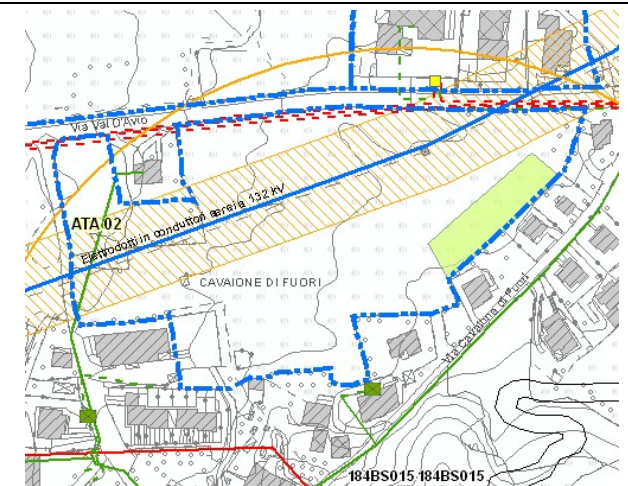 Via Val D'Avio
ATA 02
Elettrodotti in conduttori aerei a 132 kV
CAVAIONE DI FUORI
Via Cavaiona di Fuori
184BS015 184BS015